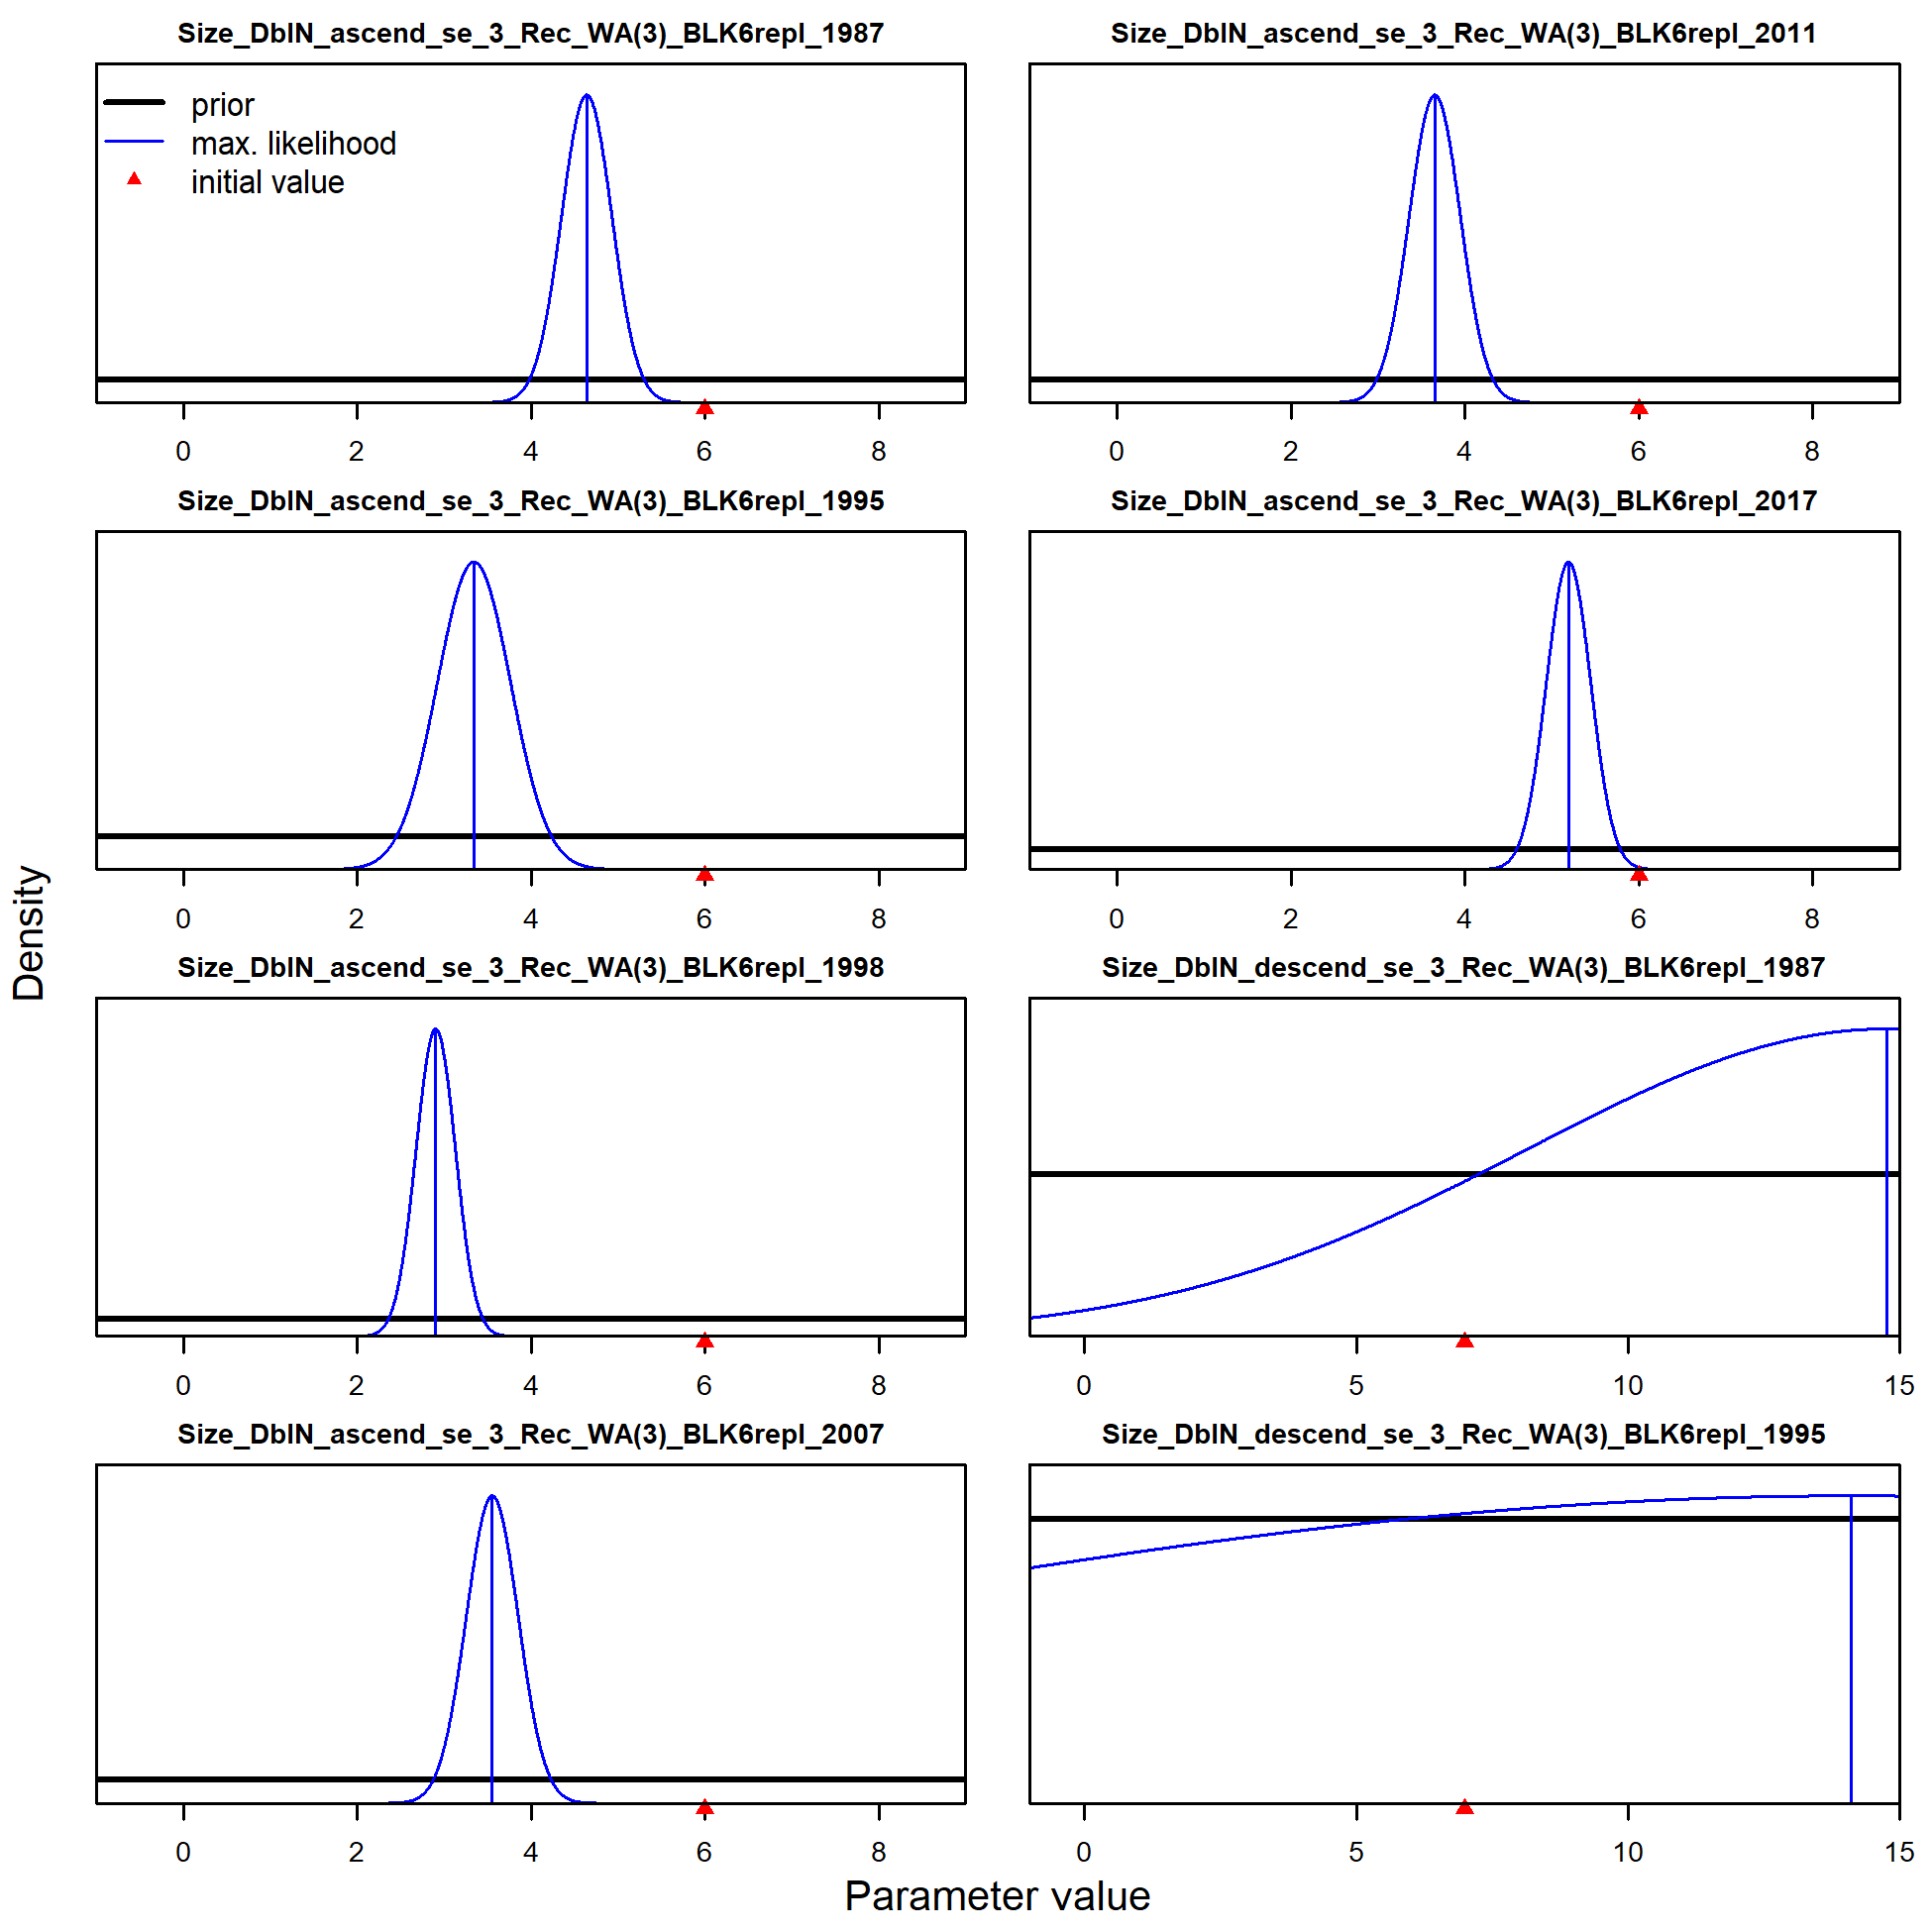 Size_DblN_ascend_se_3_Rec_WA(3)_BLK6repl_1987
prior
max. likelihood
initial value
0 2 4 6 8
Size_DblN_ascend_se_3_Rec_WA(3)_BLK6repl_2011
0 2 4 6 8
Size_DblN_ascend_se_3_Rec_WA(3)_BLK6repl_1995
0 2 4 6 8
Size_DblN_ascend_se_3_Rec_WA(3)_BLK6repl_2017
0 2 4 6 8
Size_DblN_ascend_se_3_Rec_WA(3)_BLK6repl_1998
0 2 4 6 8
Size_DblN_descend_se_3_Rec_WA(3)_BLK6repl_1987
0 5 10 15
Size_DblN_ascend_se_3_Rec_WA(3)_BLK6repl_2007
0 2 4 6 8
Size_DblN_descend_se_3_Rec_WA(3)_BLK6repl_1995
0 5 10 15
Density
Parameter value